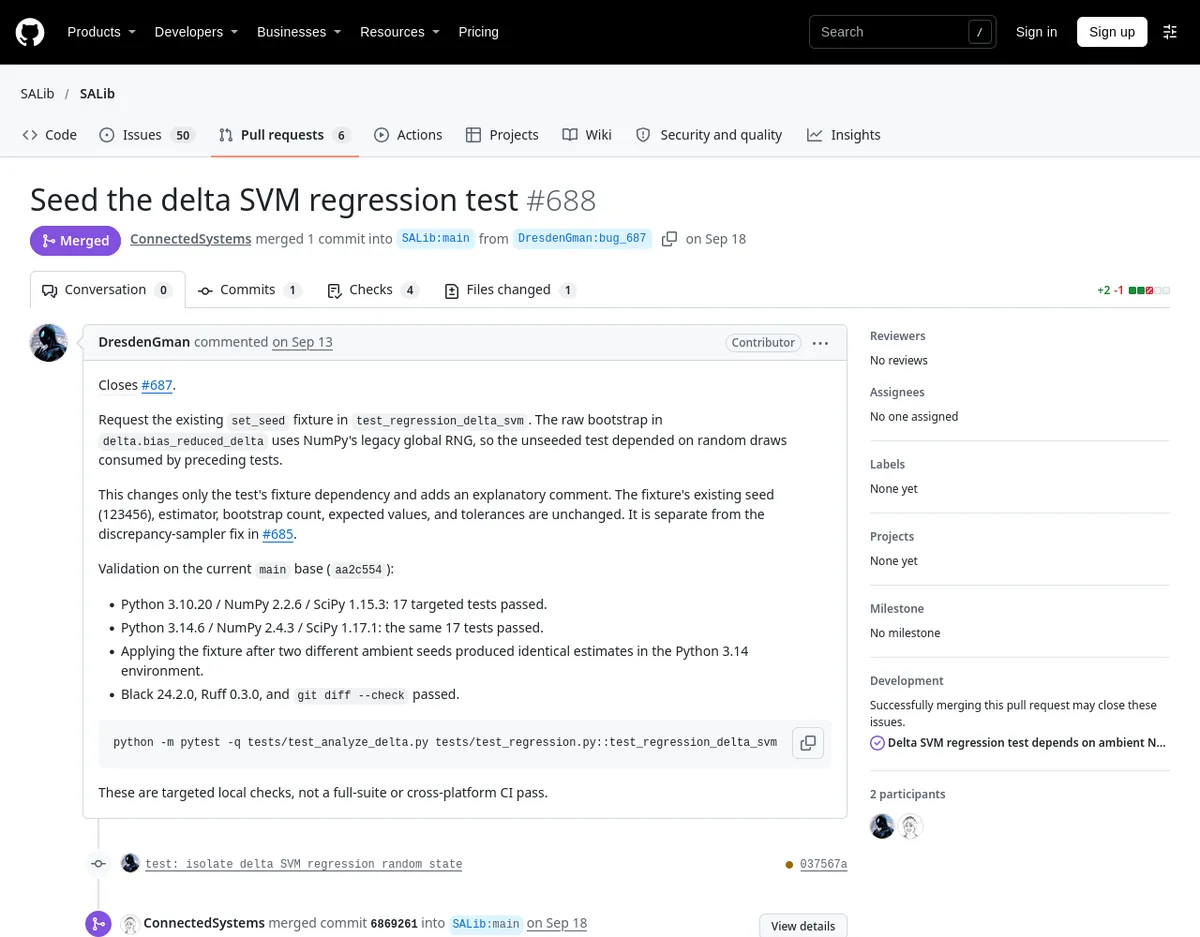 Products Developers Businesses Resources Pricing Search / Sign in Sign up
SALib / SALib
Code Issues 50 Pull requests 6 Actions Projects Wiki Security and quality Insights
Seed the delta SVM regression test #688
Merged ConnectedSystems merged 1 commit into SALib:main from DresdenGman:bug_687 on Sep 18
Conversation 0 Commits 1 Checks 4 Files changed 1 +2 -1
DresdenGman commented on Sep 13 Contributor
Closes #687.
Request the existing set_seed fixture in test_regression_delta_svm. The raw bootstrap in
delta.bias_reduced_delta uses NumPy's legacy global RNG, so the unseeded test depended on random draws
consumed by preceding tests.
This changes only the test's fixture dependency and adds an explanatory comment. The fixture's existing seed
(123456), estimator, bootstrap count, expected values, and tolerances are unchanged. It is separate from the
discrepancy-sampler fix in #685.
Validation on the current main base (aa2c554):
• Python 3.10.20 / NumPy 2.2.6 / SciPy 1.15.3: 17 targeted tests passed.
• Python 3.14.6 / NumPy 2.4.3 / SciPy 1.17.1: the same 17 tests passed.
• Applying the fixture after two different ambient seeds produced identical estimates in the Python 3.14
environment.
• Black 24.2.0, Ruff 0.3.0, and git diff --check passed.
python -m pytest -q tests/test_analyze_delta.py tests/test_regression.py::test_regression_delta_svm
These are targeted local checks, not a full-suite or cross-platform CI pass.
test: isolate delta SVM regression random state 037567a
ConnectedSystems merged commit 6869261 into SALib:main on Sep 18 View details
Reviewers
No reviews
Assignees
No one assigned
Labels
None yet
Projects
None yet
Milestone
No milestone
Development
Successfully merging this pull request may close these
issues.
Delta SVM regression test depends on ambient N...
2 participants